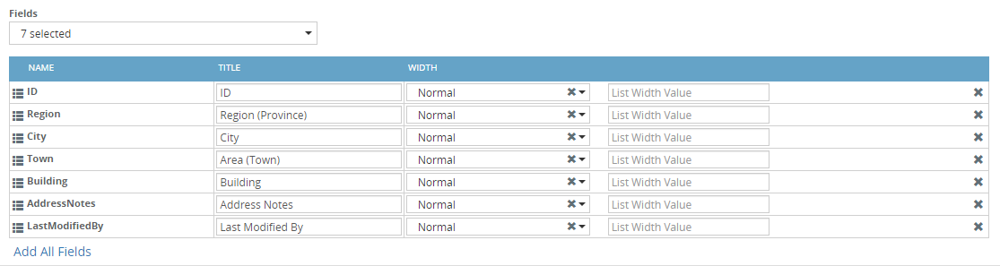 Fields
7 selected
NAME TITLE WIDTH
ID ID Normal List Width Value
Region Region (Province) Normal List Width Value
City City Normal List Width Value
Town Area (Town) Normal List Width Value
Building Building Normal List Width Value
AddressNotes Address Notes Normal List Width Value
LastModifiedBy Last Modified By Normal List Width Value
Add All Fields